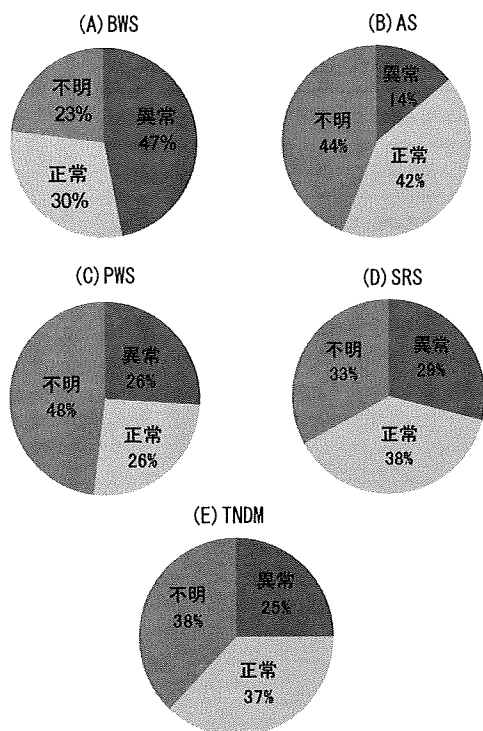 (A) BWS
不明
23%
異常
47%
正常
30%
(B) AS
異常
14%
不明
44%
正常
42%
(C) PWS
異常
26%
不明
48%
正常
26%
(D) SRS
不明
33%
異常
29%
正常
38%
(E) TNDM
異常
25%
不明
38%
正常
37%